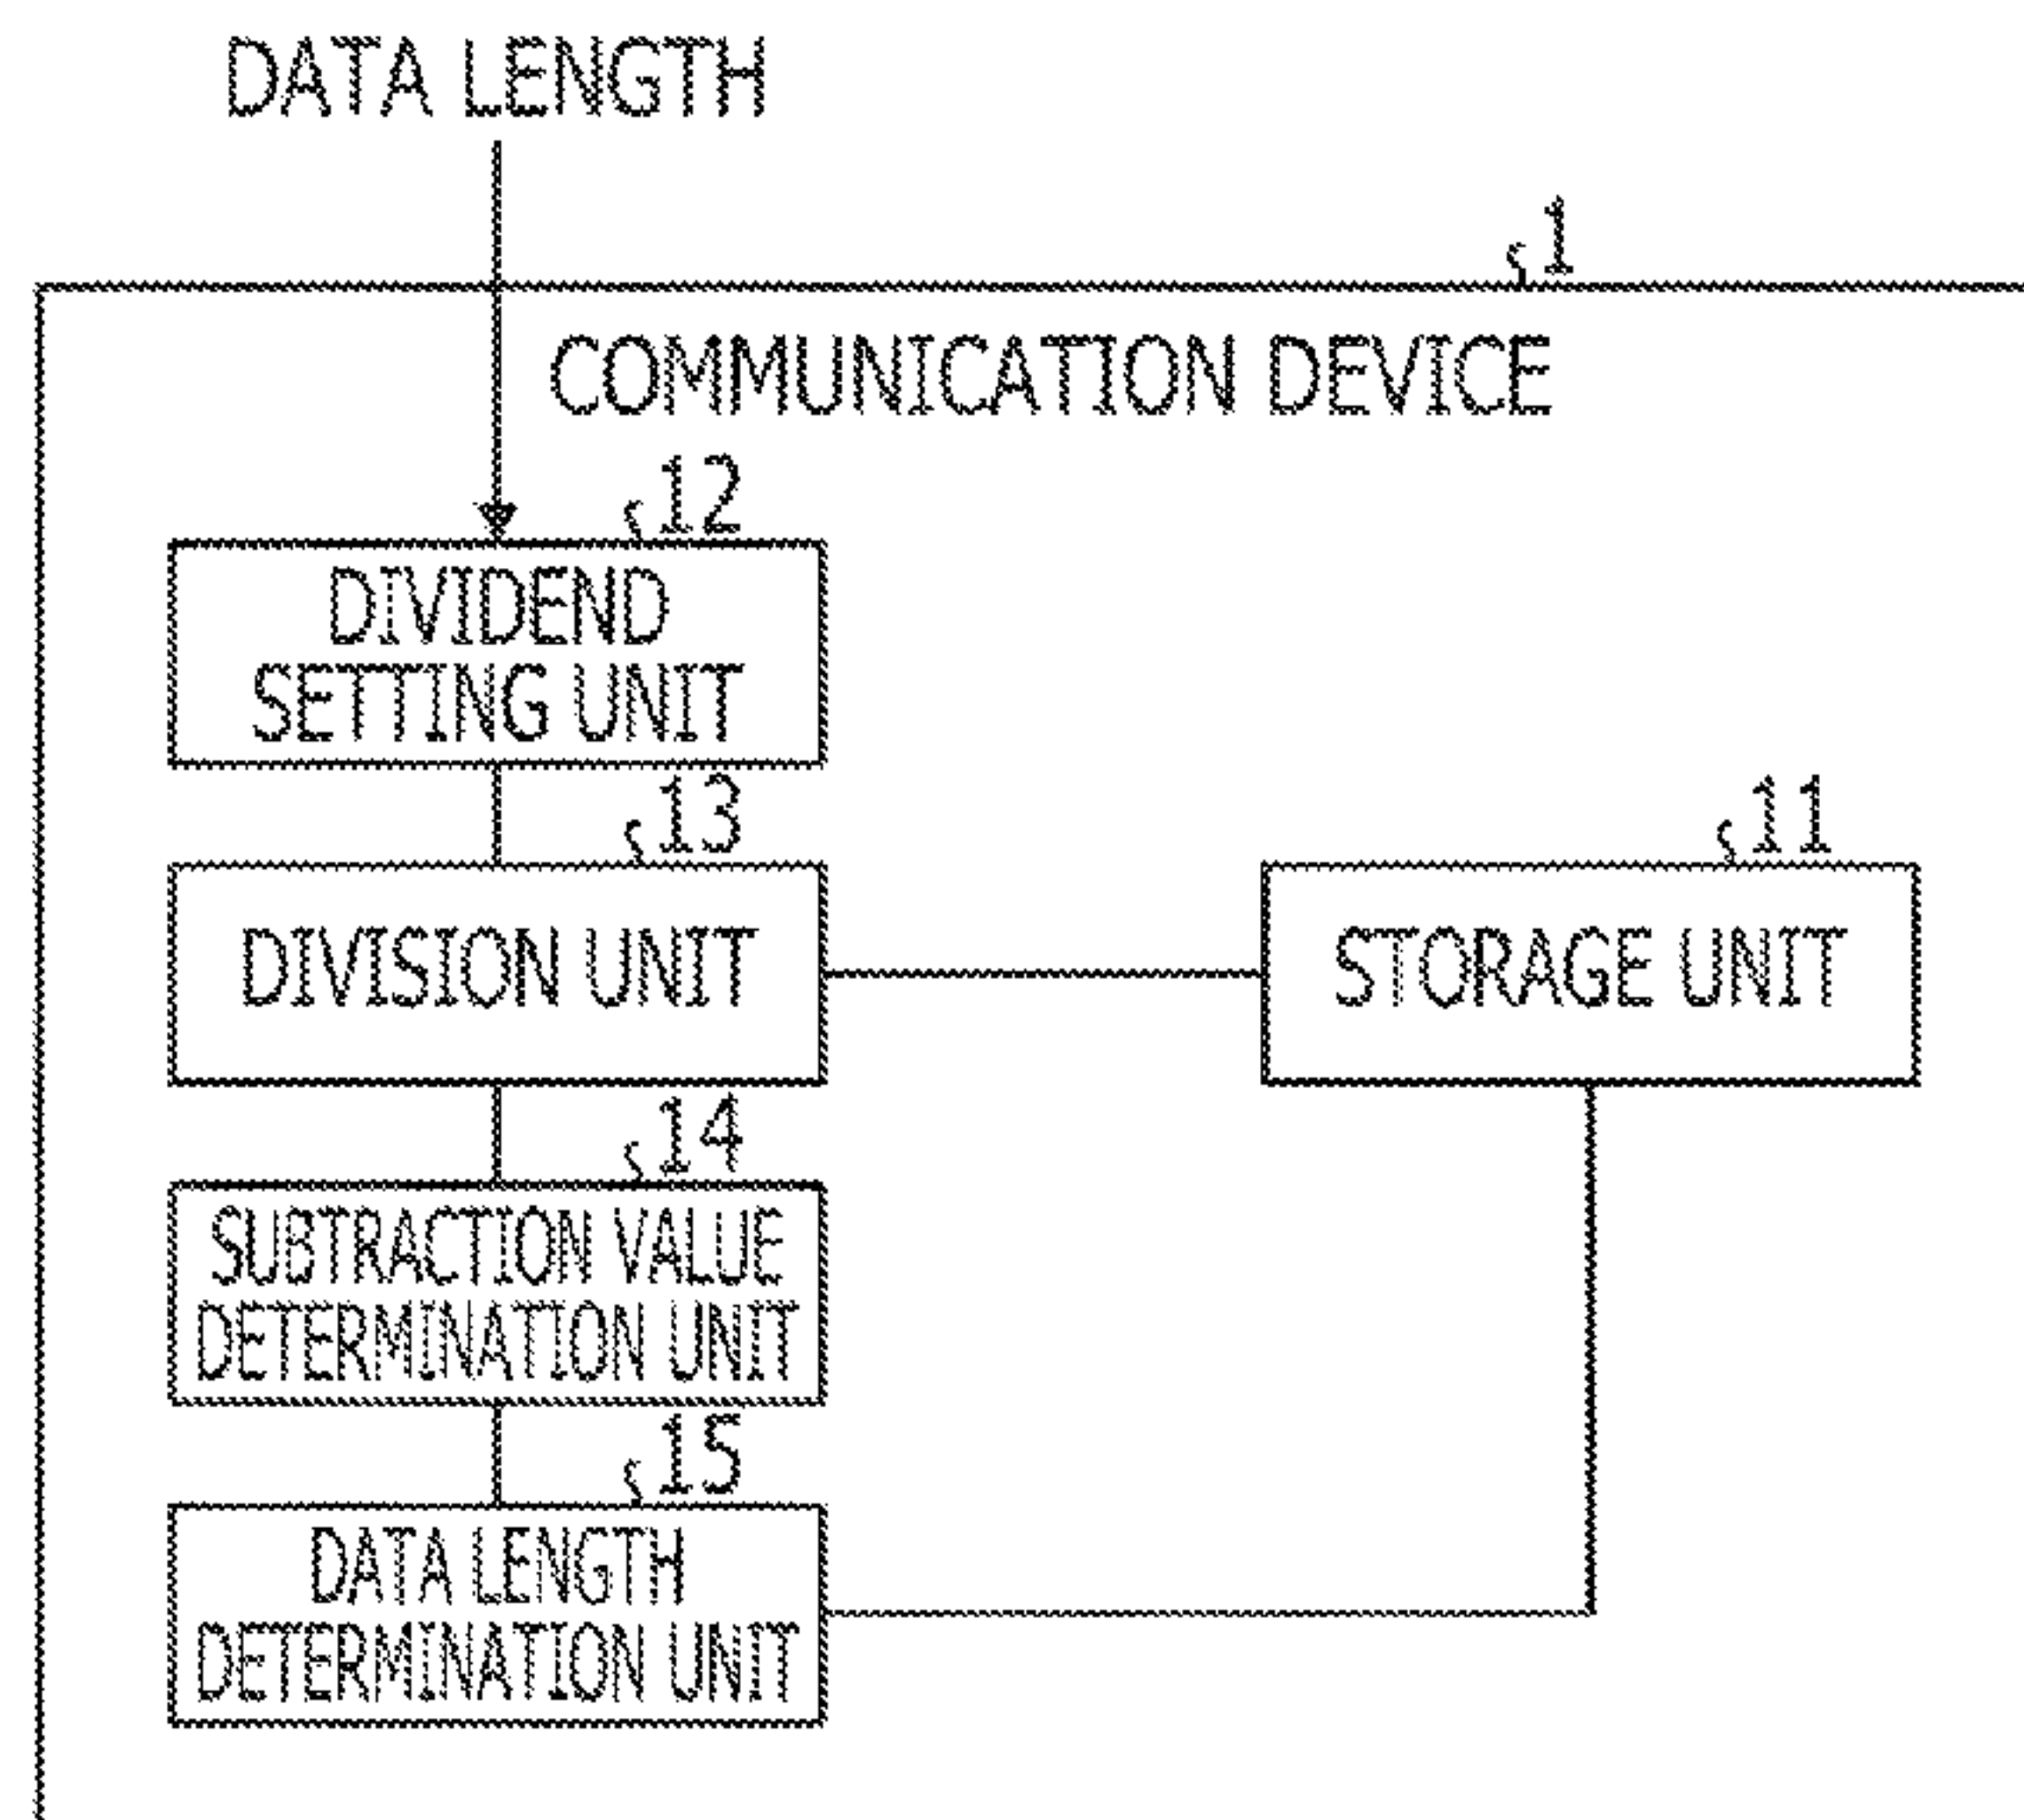 DATA LENGTH
1
COMMUNICATION DEVICE
12
DIVIDEND
SETTING UNIT
13
DIVISION UNIT
11
STORAGE UNIT
14
SUBTRACTION VALUE
DETERMINATION UNIT
15
DATA LENGTH
DETERMINATION UNIT